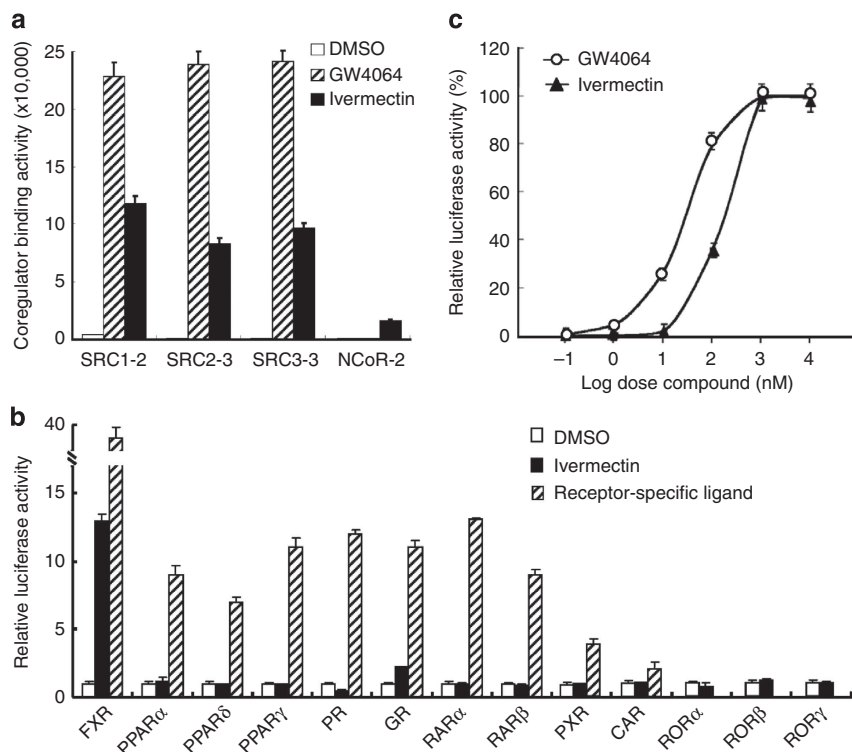 a
Coregulator binding activity (x10,000)
25
20
15
10
5
0
DMSO
GW4064
Ivermectin
SRC1-2 SRC2-3 SRC3-3 NCoR-2
c
Relative luciferase activity (%)
120
100
80
60
40
20
0
GW4064
Ivermectin
–1 0 1 2 3 4
Log dose compound (nM)
b
Relative luciferase activity
40
15
10
5
0
DMSO
Ivermectin
Receptor-specific ligand
FXR PPARα PPARδ PPARγ PR GR RARα RARβ PXR CAR RORα RORβ RORγ